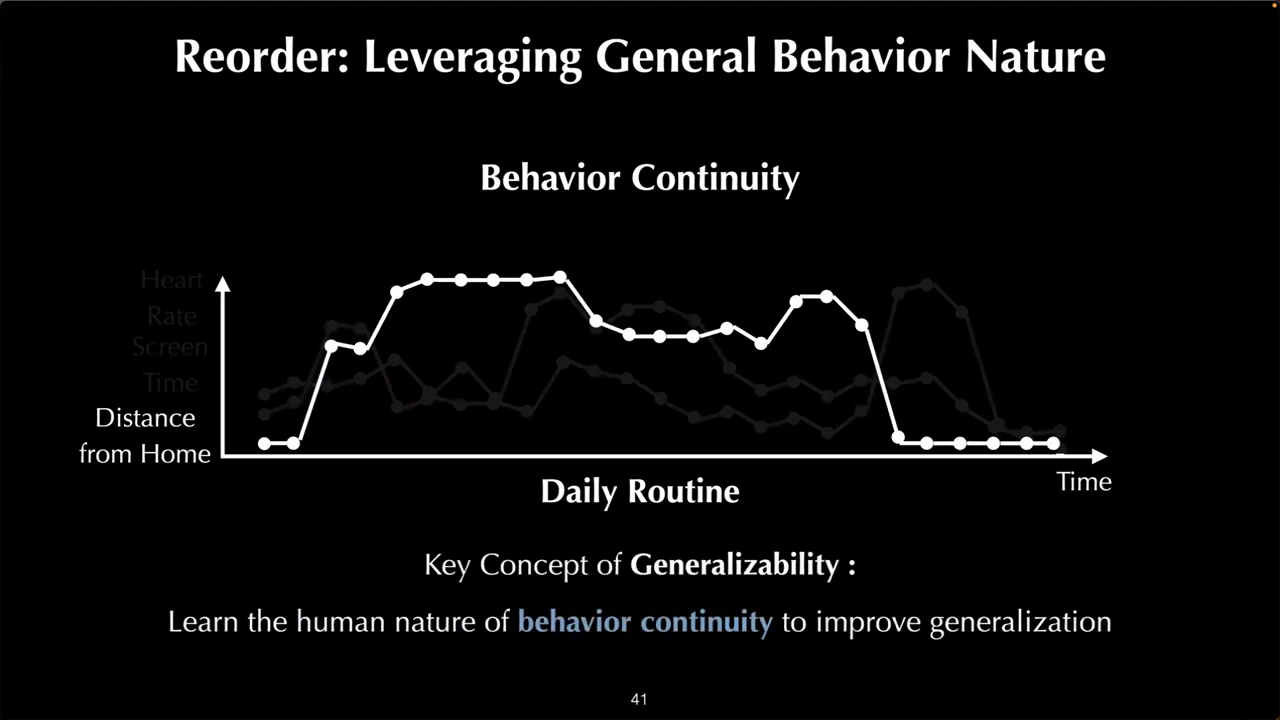 Reorder: Leveraging General Behavior Nature
Behavior Continuity
Heart
Rate
Screen
Time
Distance
from Home
Time
Daily Routine
Key Concept of Generalizability :
Learn the human nature of behavior continuity to improve generalization
41